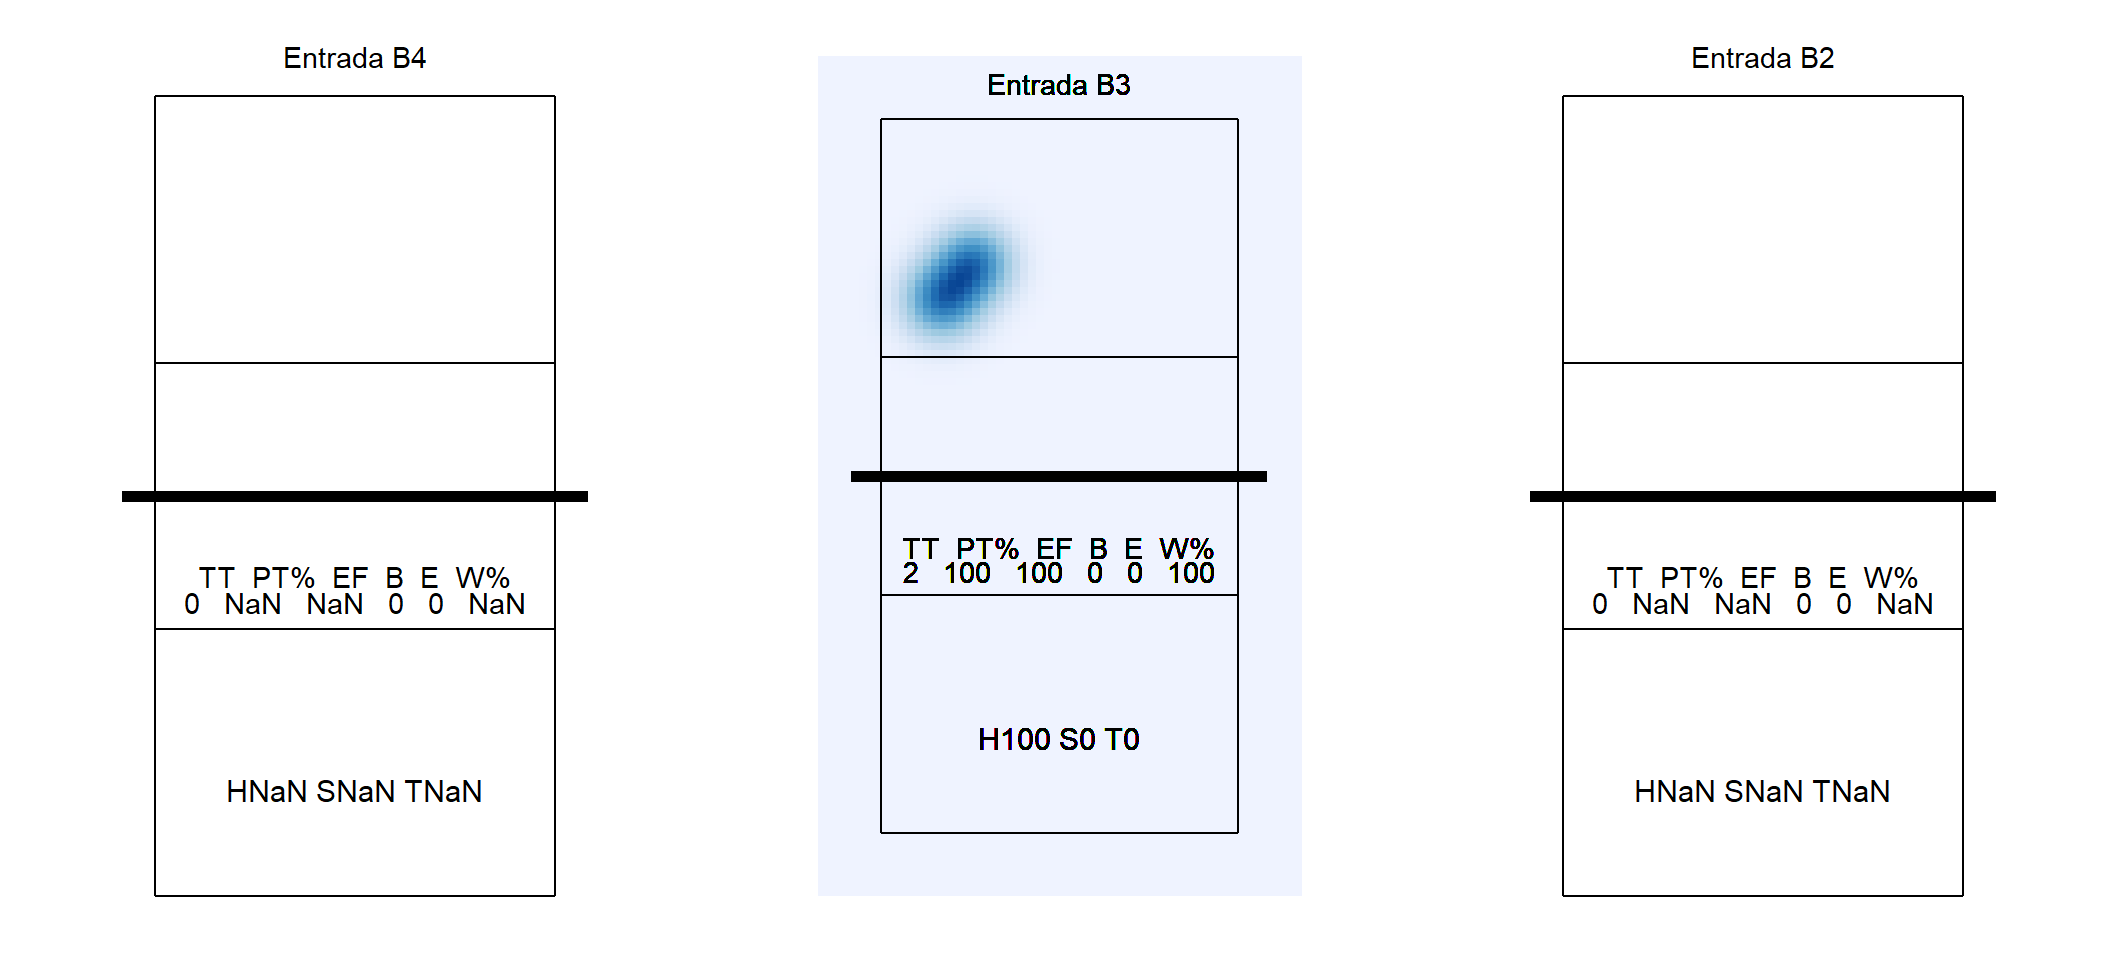 Entrada B4
TT PT% EF B E W%
0 NaN NaN 0 0 NaN
HNaN SNaN TNaN
Entrada B3
TT PT% EF B E W%
2 100 100 0 0 100
H100 S0 T0
Entrada B2
TT PT% EF B E W%
0 NaN NaN 0 0 NaN
HNaN SNaN TNaN